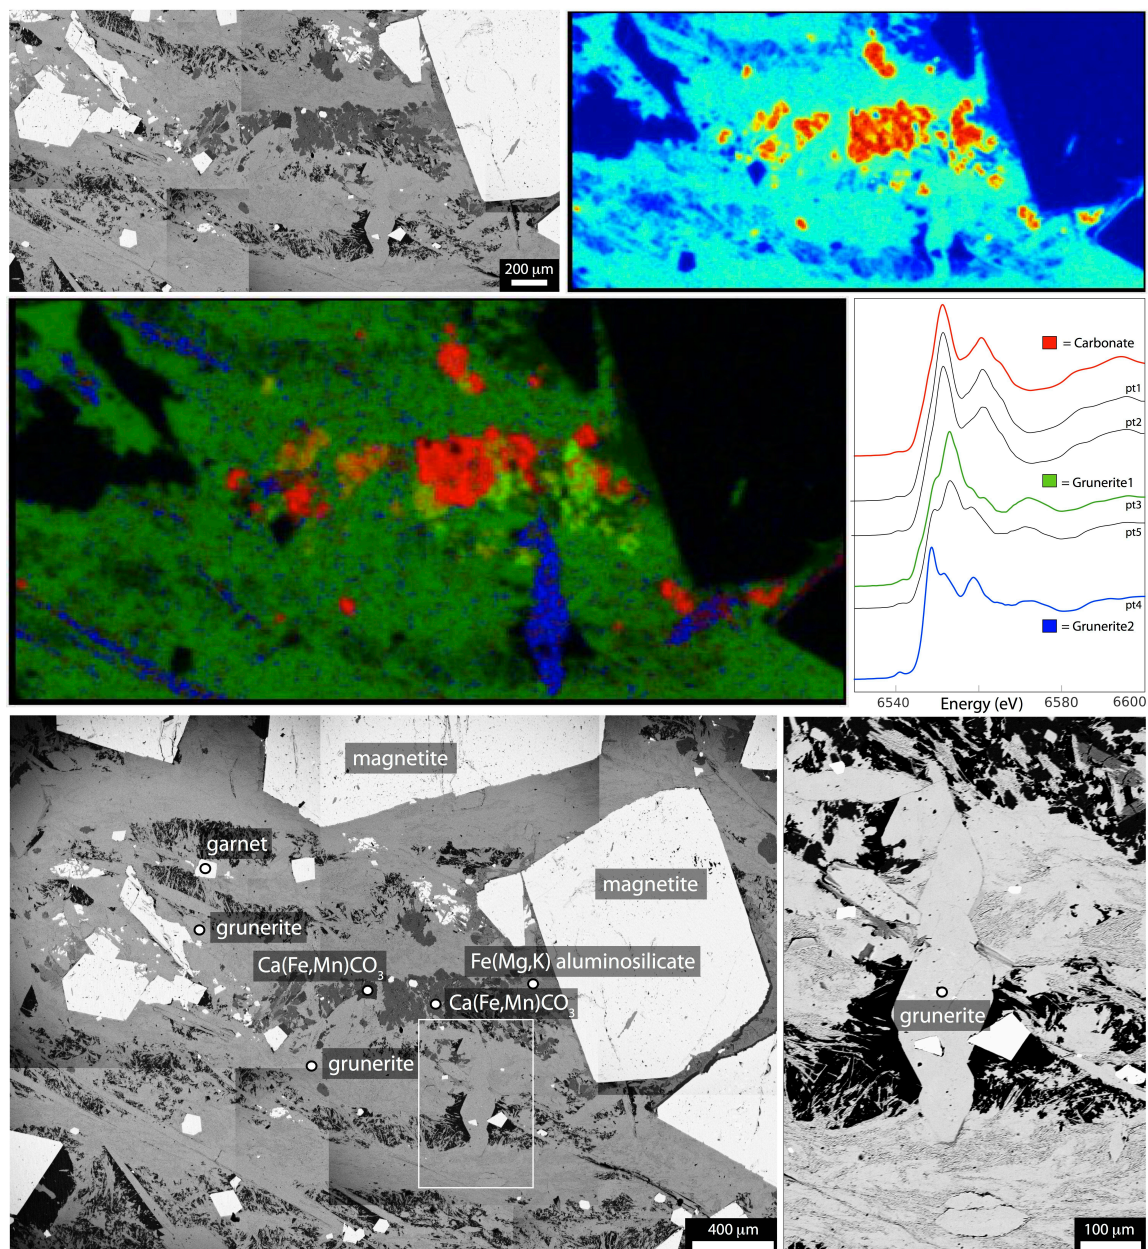 200 μm
= Carbonate
pt1
pt2
= Grunerite1
pt3
pt5
pt4
= Grunerite2
6540
Energy (eV)
6580
6600
magnetite
garnet
magnetite
grunerite
Ca(Fe,Mn)CO3
Fe(Mg,K) aluminosilicate
Ca(Fe,Mn)CO3
grunerite
400 μm
grunerite
100 μm